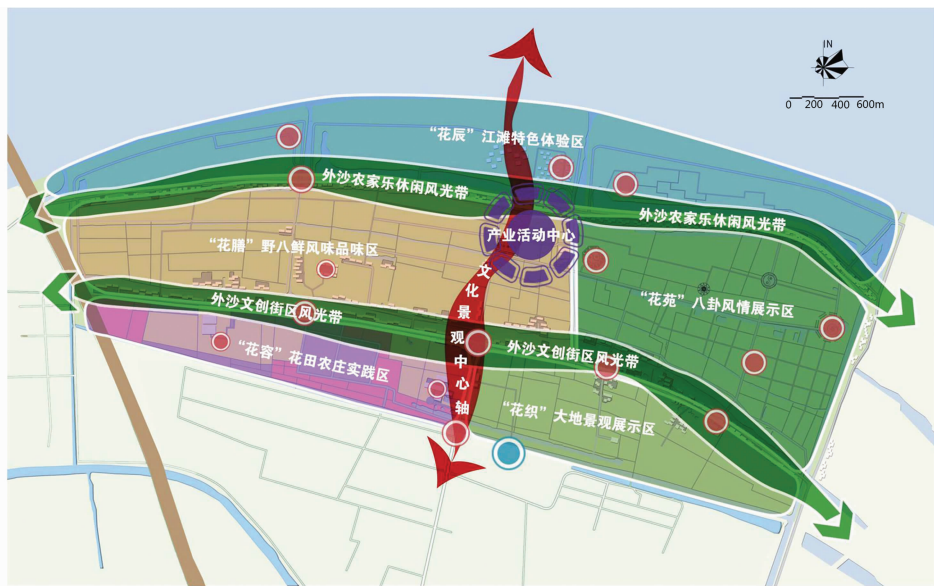 IN
0 200 400 600m
“花辰”江滩特色体验区
外沙农家乐休闲风光带
外沙农家乐休闲风光带
产业活动中心
“花膳”野八鲜风味品味区
文化景观中心轴
“花苑”八卦风情展示区
外沙文创街区风光带
外沙文创街区风光带
“花容”花田农庄实践区
“花织”大地景观展示区